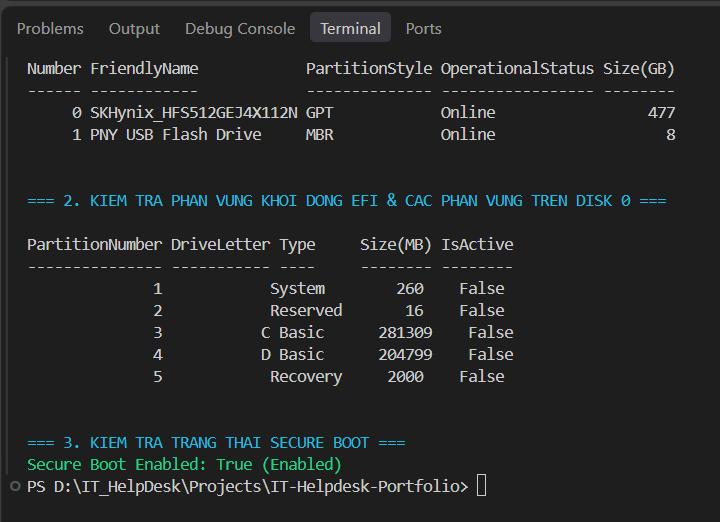 Problems Output Debug Console Terminal Ports
Number FriendlyName PartitionStyle OperationalStatus Size(GB)
------ ------------ -------------- ----------------- --------
0 SKHynix_HFS512GEJ4X112N GPT Online 477
1 PNY USB Flash Drive MBR Online 8
=== 2. KIEM TRA PHAN VUNG KHOI DONG EFI & CAC PHAN VUNG TREN DISK 0 ===
PartitionNumber DriveLetter Type Size(MB) IsActive
--------------- ----------- ---- -------- --------
1 System 260 False
2 Reserved 16 False
3 C Basic 281309 False
4 D Basic 204799 False
5 Recovery 2000 False
=== 3. KIEM TRA TRANG THAI SECURE BOOT ===
Secure Boot Enabled: True (Enabled)
PS D:\IT_HelpDesk\Projects\IT-Helpdesk-Portfolio>